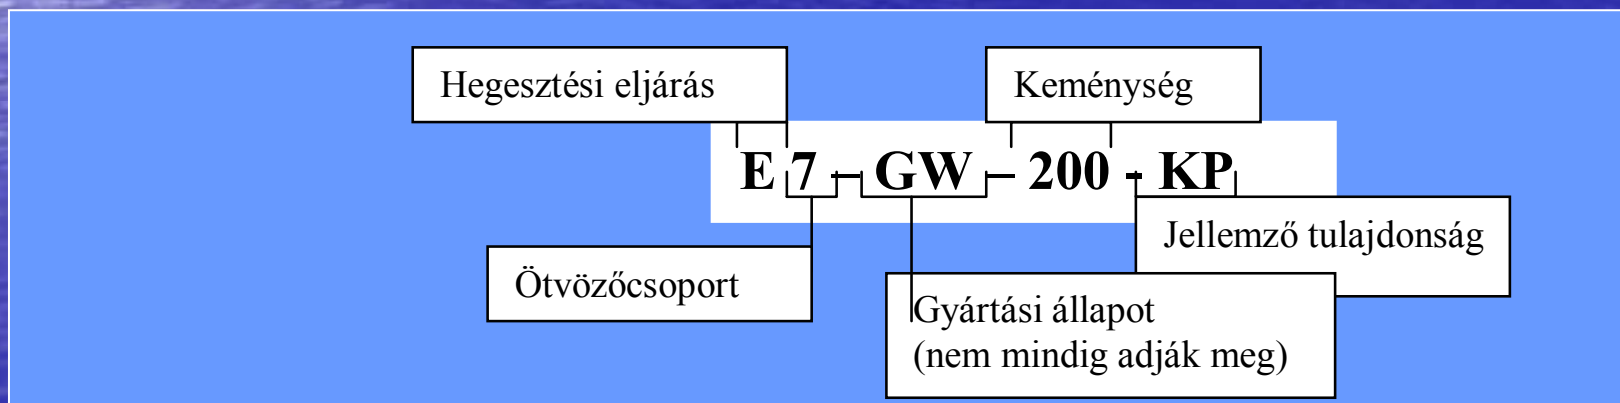 Hegesztési eljárás
Keménység
E 7 – GW – 200 - KP
Jellemző tulajdonság
Ötvözőcsoport
Gyártási állapot
(nem mindig adják meg)